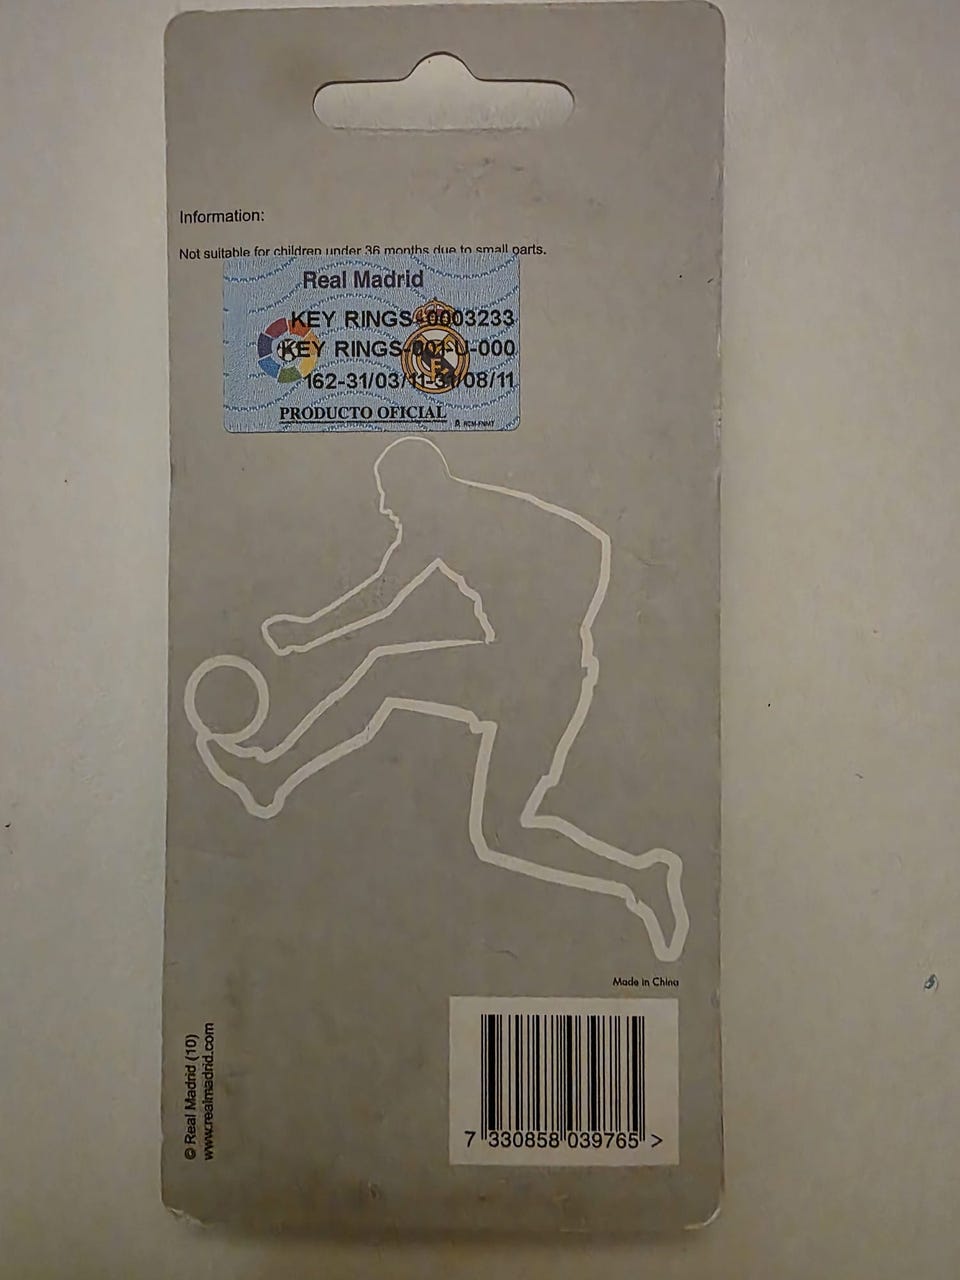 Information:
Not suitable for children under 36 months due to small parts.
Real Madrid
KEY RINGS-0003233
KEY RINGS-001-U-000
162-31/03/11-31/08/11
PRODUCTO OFICIAL
A RCM-FNMT
Made in China
© Real Madrid (10)
www.realmadrid.com
7 330858 039765 >